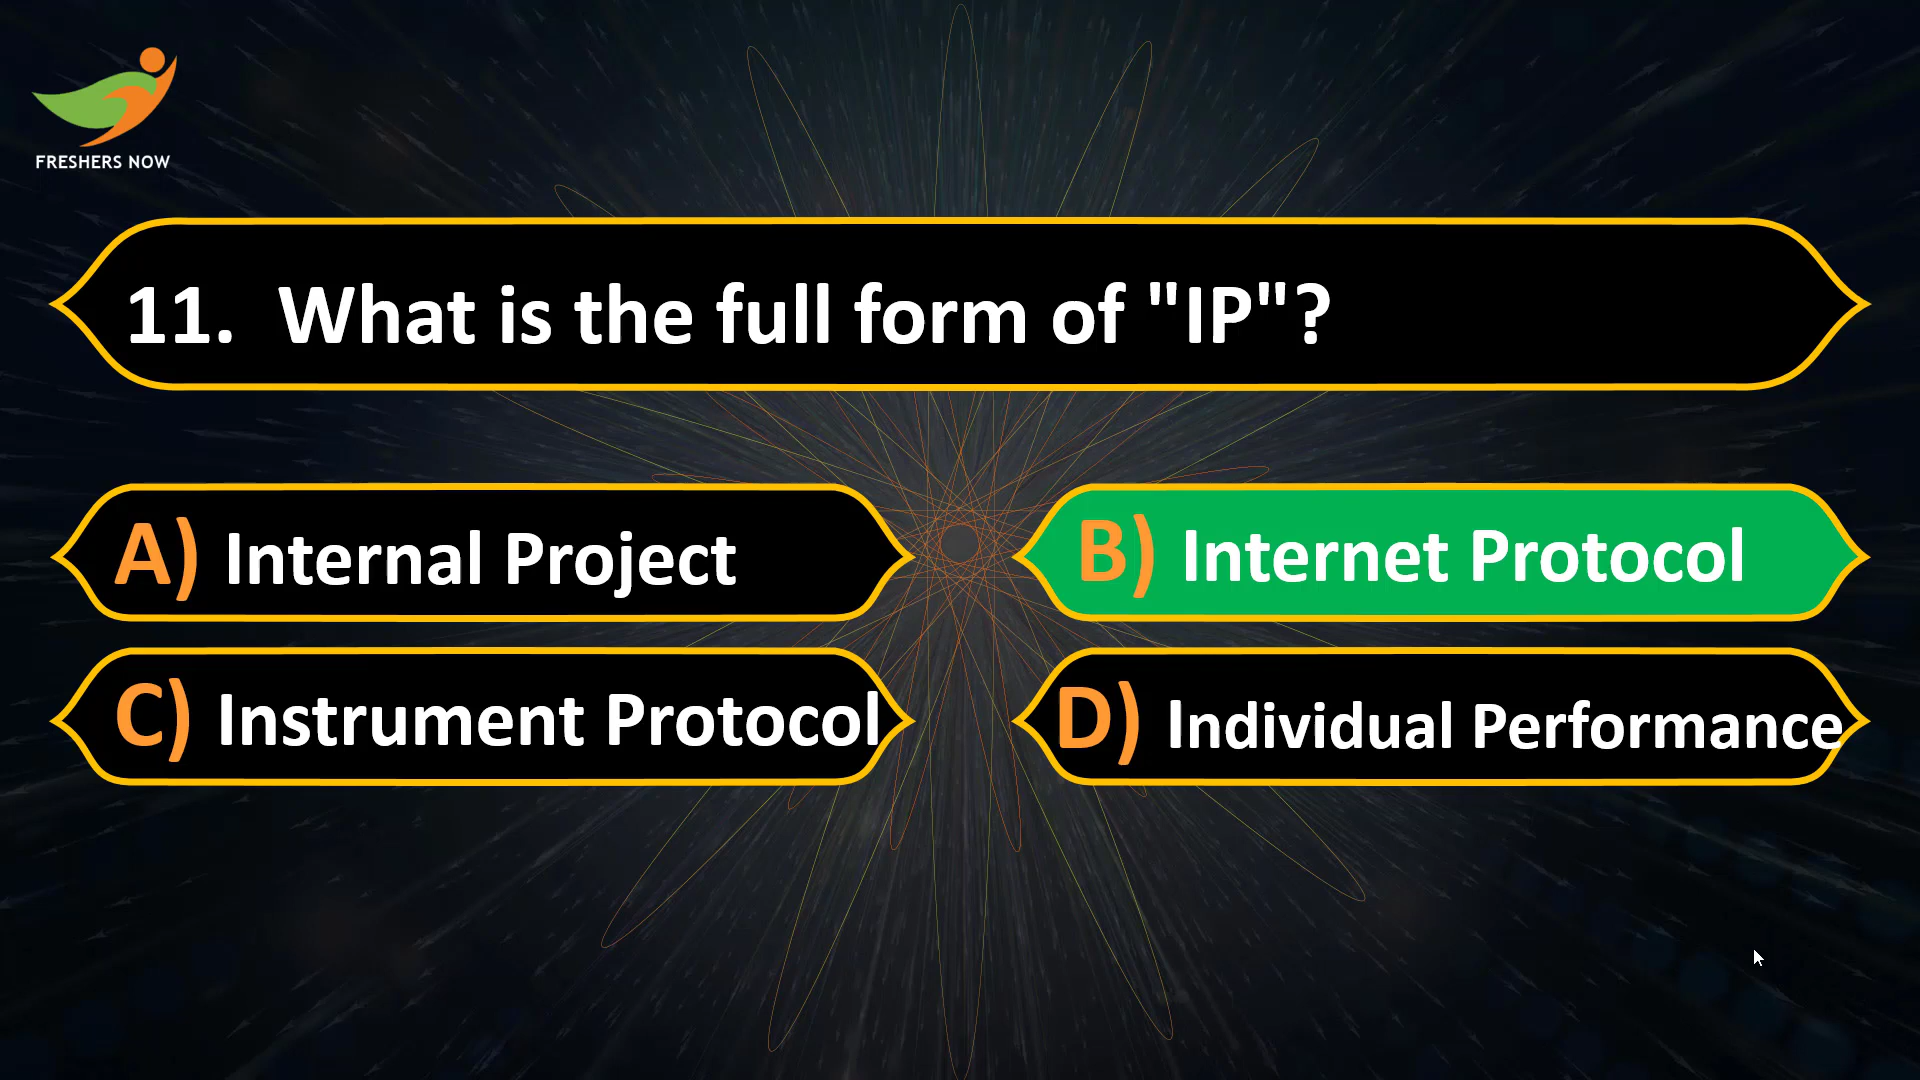 FRESHERS NOW
11. What is the full form of "IP"?
A) Internal Project
B) Internet Protocol
C) Instrument Protocol
D) Individual Performance